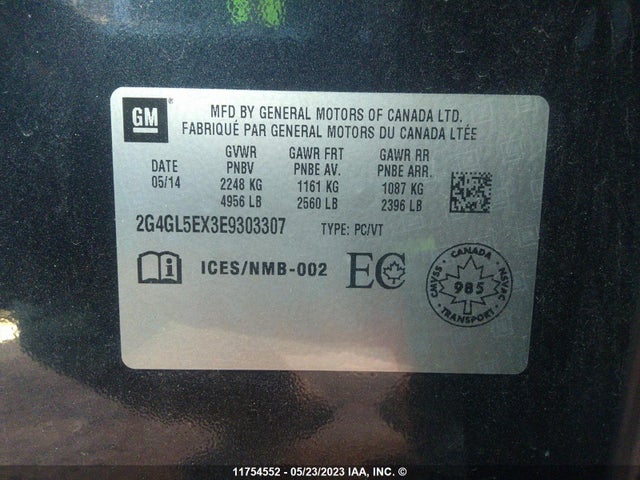 GM ®
MFD BY GENERAL MOTORS OF CANADA LTD.
FABRIQUÉ PAR GENERAL MOTORS DU CANADA LTÉE
GVWR GAWR FRT GAWR RR
DATE PNBV PNBE AV. PNBE ARR.
05/14 2248 KG 1161 KG 1087 KG
4956 LB 2560 LB 2396 LB
2G4GL5EX3E9303307 TYPE: PC/VT
i ICES/NMB-002 EC
CANADA
CMVSS NSVAC
985
TRANSPORT
11754552 - 05/23/2023 IAA, INC. ©